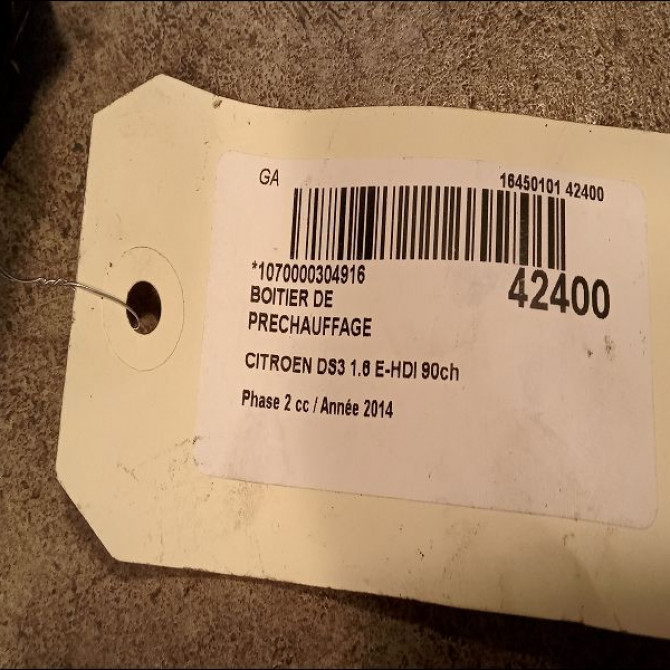 GA 16450101 42400
*1070000304916
42400
BOITIER DE
PRECHAUFFAGE
CITROEN DS3 1.6 E-HDI 90ch
Phase 2 cc / Année 2014